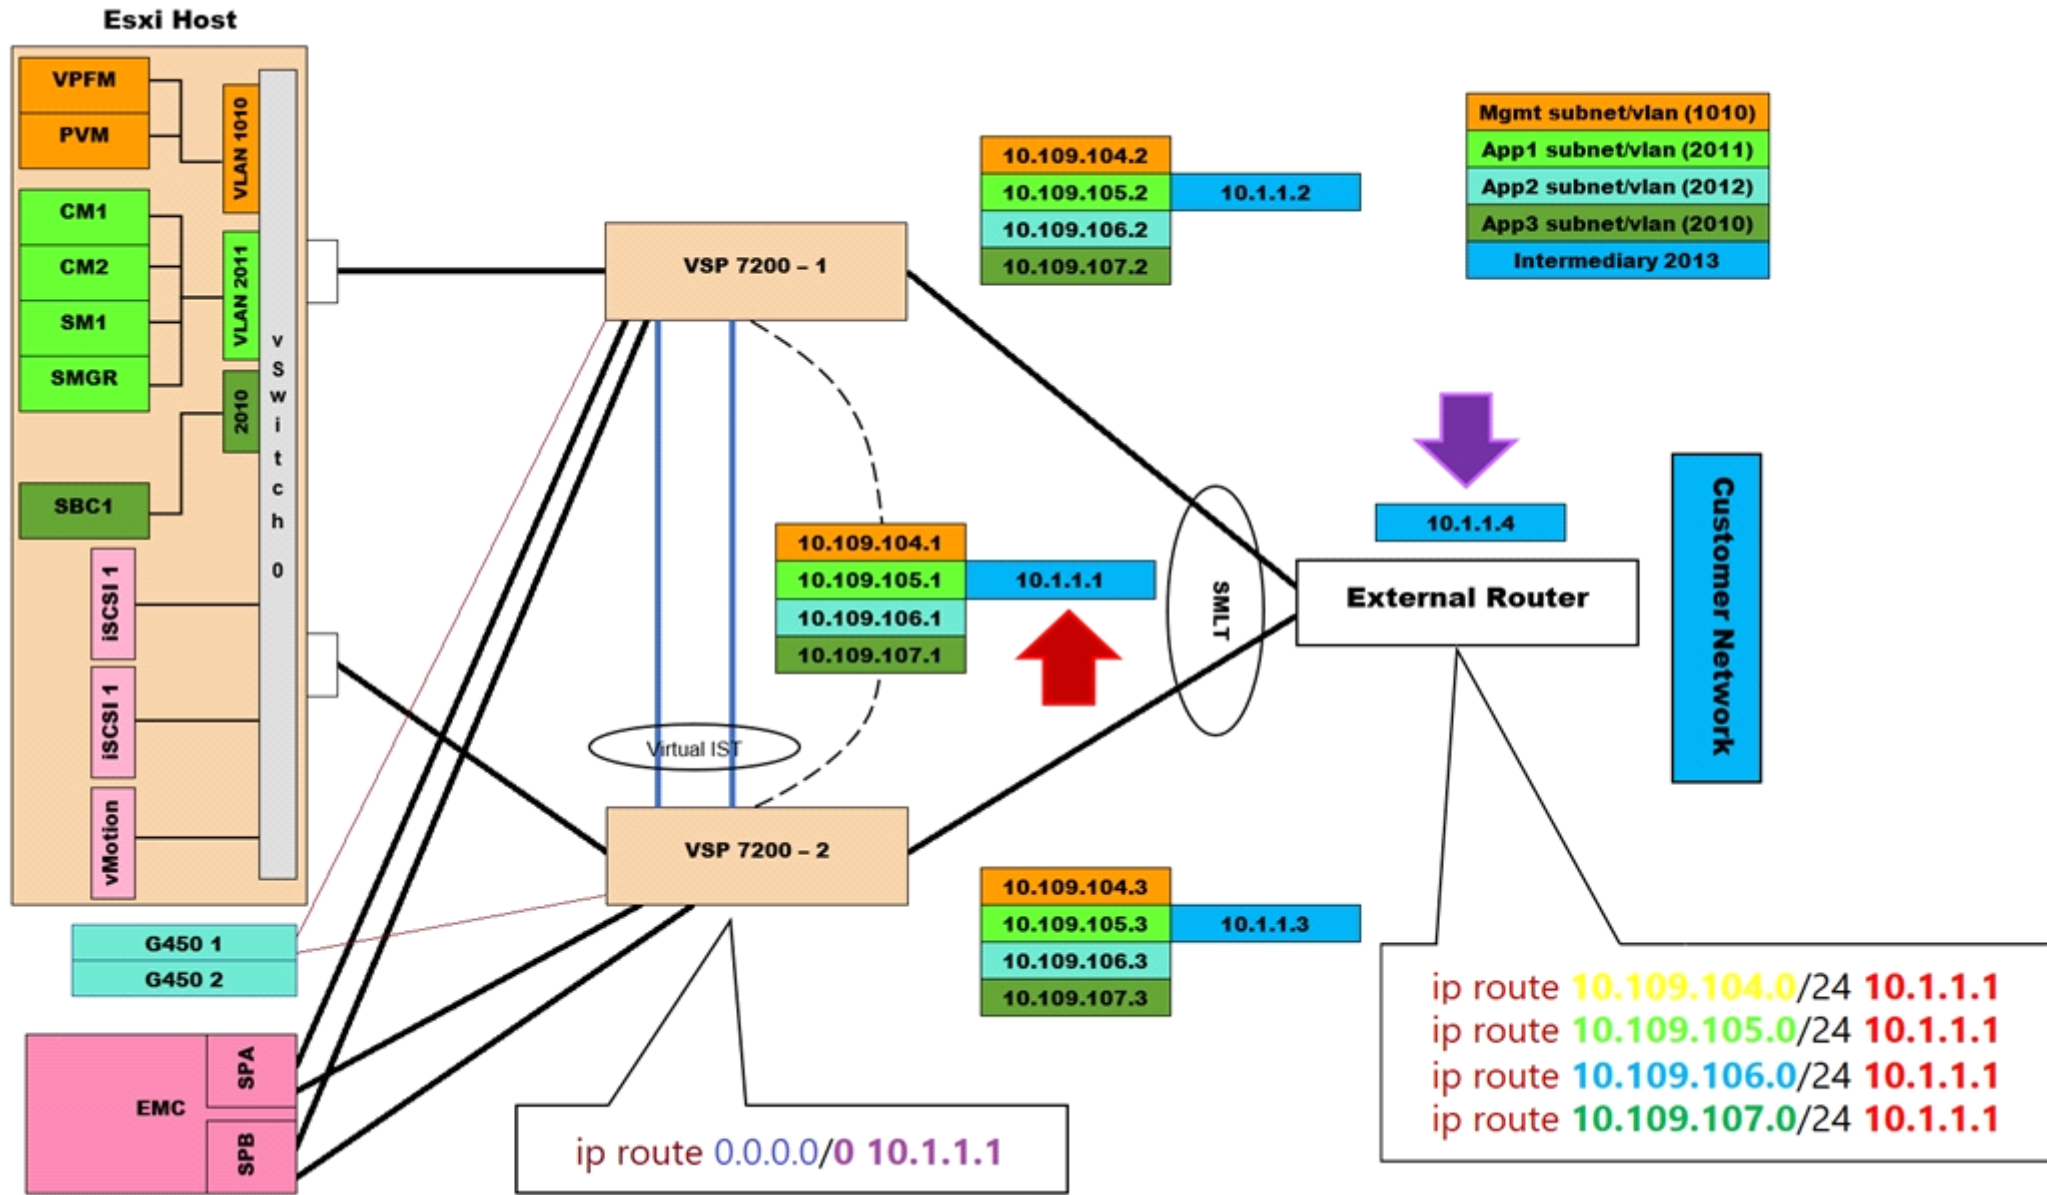 Esxi Host
VPFM
PVM
VLAN 1010
CM1
CM2
SM1
SMGR
VLAN 2011
2010
SBC1
vSwitch 0
iSCSI 1
iSCSI 1
vMotion
G450 1
G450 2
EMC
SPA
SPB
VSP 7200 – 1
10.109.104.2
10.109.105.2
10.1.1.2
10.109.106.2
10.109.107.2
Mgmt subnet/vlan (1010)
App1 subnet/vlan (2011)
App2 subnet/vlan (2012)
App3 subnet/vlan (2010)
Intermediary 2013
10.109.104.1
10.109.105.1
10.1.1.1
10.109.106.1
10.109.107.1
SMLT
10.1.1.4
External Router
Customer Network
Virtual IST
VSP 7200 – 2
10.109.104.3
10.109.105.3
10.1.1.3
10.109.106.3
10.109.107.3
ip route 0.0.0.0/0 10.1.1.1
ip route 10.109.104.0/24 10.1.1.1
ip route 10.109.105.0/24 10.1.1.1
ip route 10.109.106.0/24 10.1.1.1
ip route 10.109.107.0/24 10.1.1.1